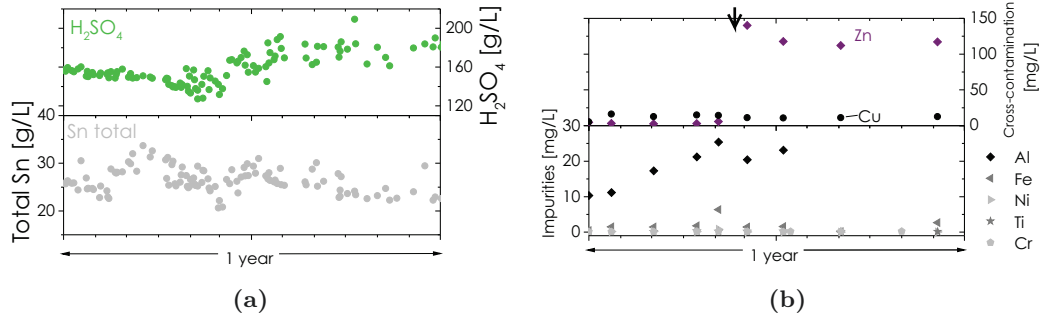 H₂SO₄
200
160
120
H₂SO₄ [g/L]
40
Sn total
30
20
Total Sn [g/L]
1 year
(a)
150
Zn
100
50
Cu
0
Cross-contamination
[mg/L]
30
20
10
0
Impurities [mg/L]
Al
Fe
Ni
Ti
Cr
1 year
(b)